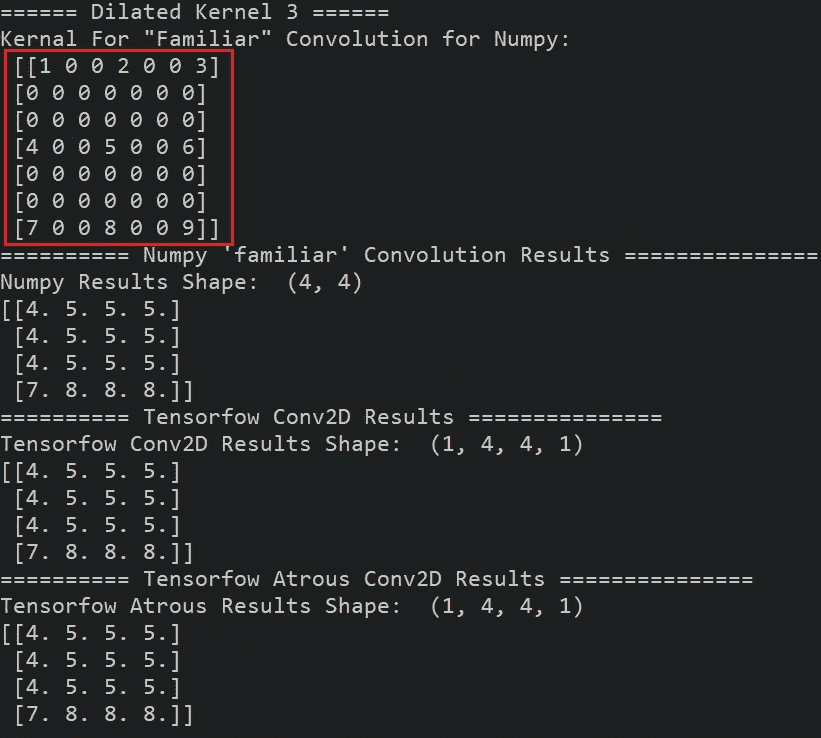 ====== Dilated Kernel 3 ======
Kernal For "Familiar" Convolution for Numpy:
[[1 0 0 2 0 0 3]
[0 0 0 0 0 0 0]
[0 0 0 0 0 0 0]
[4 0 0 5 0 0 6]
[0 0 0 0 0 0 0]
[0 0 0 0 0 0 0]
[7 0 0 8 0 0 9]]
========== Numpy 'familiar' Convolution Results ===============
Numpy Results Shape:  (4, 4)
[[4. 5. 5. 5.]
 [4. 5. 5. 5.]
 [4. 5. 5. 5.]
 [7. 8. 8. 8.]]
========== Tensorfow Conv2D Results ===============
Tensorfow Conv2D Results Shape:  (1, 4, 4, 1)
[[4. 5. 5. 5.]
 [4. 5. 5. 5.]
 [4. 5. 5. 5.]
 [7. 8. 8. 8.]]
========== Tensorfow Atrous Conv2D Results ===============
Tensorfow Atrous Results Shape:  (1, 4, 4, 1)
[[4. 5. 5. 5.]
 [4. 5. 5. 5.]
 [4. 5. 5. 5.]
 [7. 8. 8. 8.]]